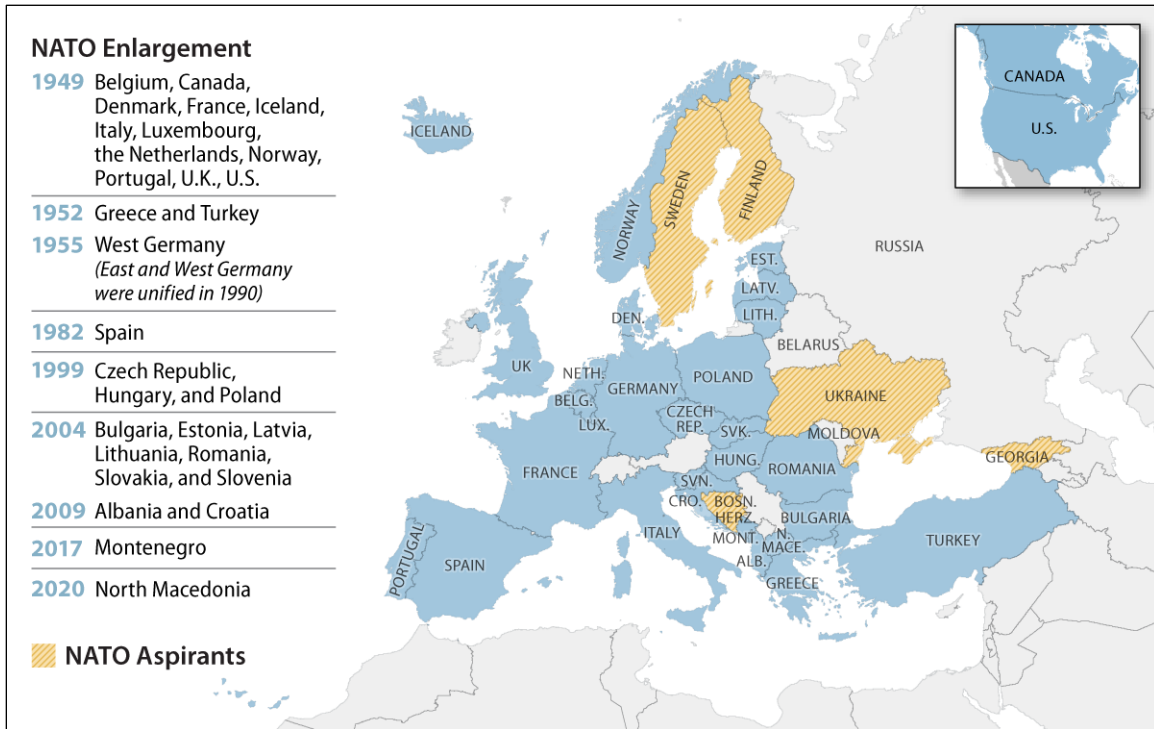 NATO Enlargement
1949 Belgium, Canada,
Denmark, France, Iceland,
Italy, Luxembourg,
the Netherlands, Norway,
Portugal, U.K., U.S.
1952 Greece and Turkey
1955 West Germany
(East and West Germany
were unified in 1990)
1982 Spain
1999 Czech Republic,
Hungary, and Poland
2004 Bulgaria, Estonia, Latvia,
Lithuania, Romania,
Slovakia, and Slovenia
2009 Albania and Croatia
2017 Montenegro
2020 North Macedonia
NATO Aspirants
CANADA
U.S.
ICELAND
NORWAY
SWEDEN
FINLAND
RUSSIA
EST.
LATV.
LITH.
DEN.
BELARUS
UK
NETH.
BELG.
LUX.
GERMANY
POLAND
UKRAINE
CZECH
REP.
SVK.
MOLDOVA
FRANCE
HUNG.
ROMANIA
GEORGIA
SVN.
CRO.
BOSN.
HERZ.
ITALY
MONT.
N.
MACE.
BULGARIA
ALB.
GREECE
TURKEY
PORTUGAL
SPAIN